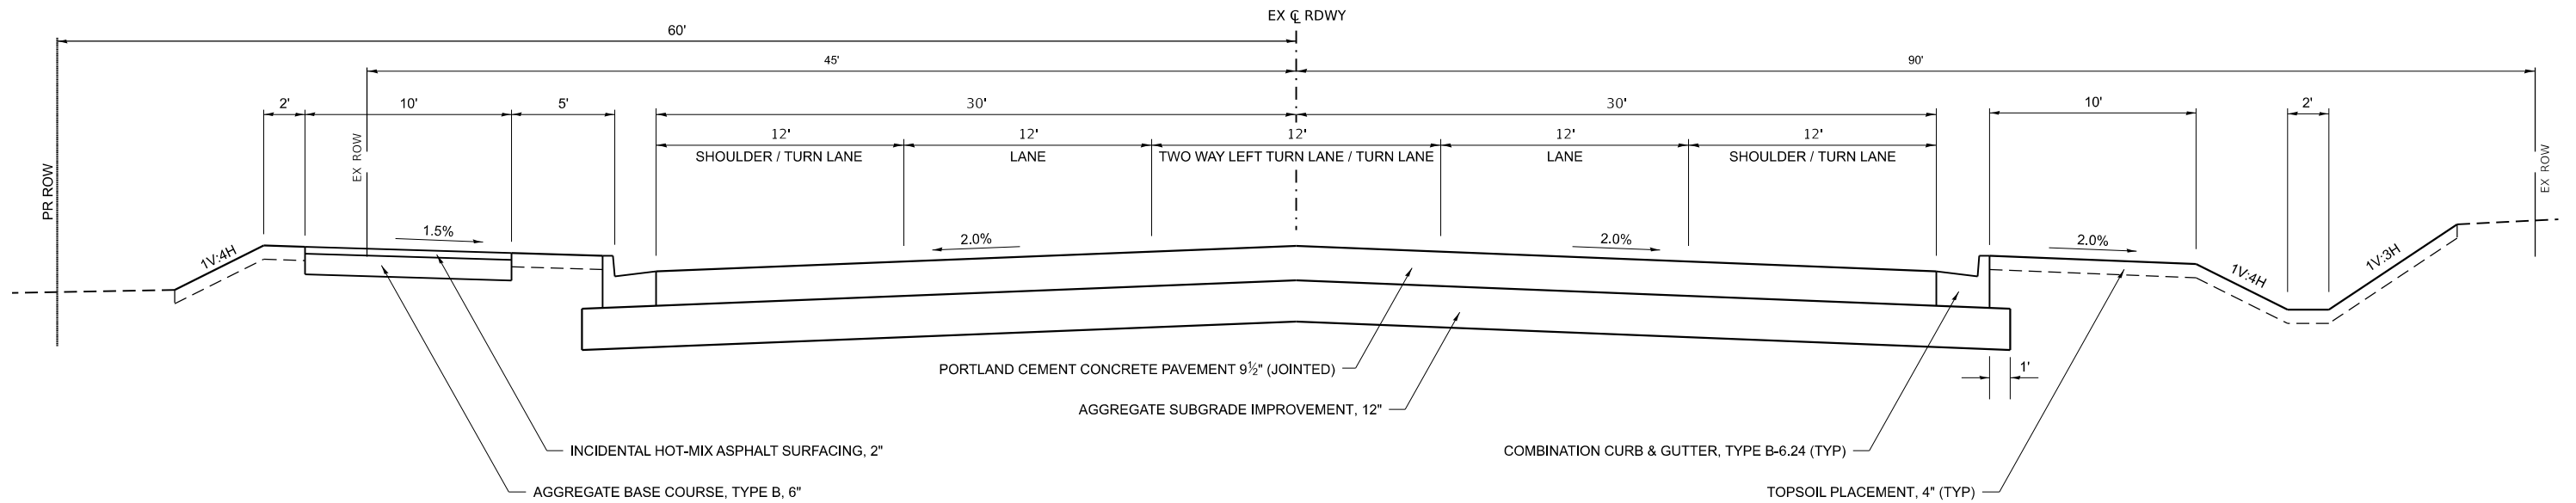 EX ℄ RDWY
60'
45'
90'
2'
10'
5'
30'
30'
10'
2'
12'
12'
12'
12'
12'
SHOULDER / TURN LANE
LANE
TWO WAY LEFT TURN LANE / TURN LANE
LANE
SHOULDER / TURN LANE
PR ROW
EX ROW
EX ROW
1V:4H
1.5%
2.0%
2.0%
2.0%
1V:4H
1V:3H
PORTLAND CEMENT CONCRETE PAVEMENT 9½" (JOINTED)
1'
AGGREGATE SUBGRADE IMPROVEMENT, 12"
INCIDENTAL HOT-MIX ASPHALT SURFACING, 2"
COMBINATION CURB & GUTTER, TYPE B-6.24 (TYP)
AGGREGATE BASE COURSE, TYPE B, 6"
TOPSOIL PLACEMENT, 4" (TYP)